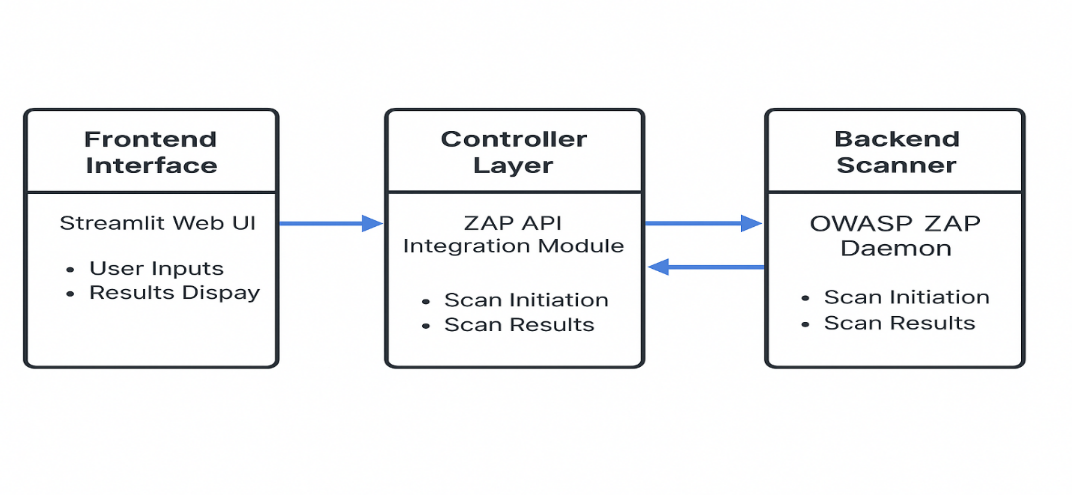 Frontend
Interface
Streamlit Web UI
• User Inputs
• Results Dispay
Controller
Layer
ZAP API
Integration Module
• Scan Initiation
• Scan Results
Backend
Scanner
OWASP ZAP
Daemon
• Scan Initiation
• Scan Results